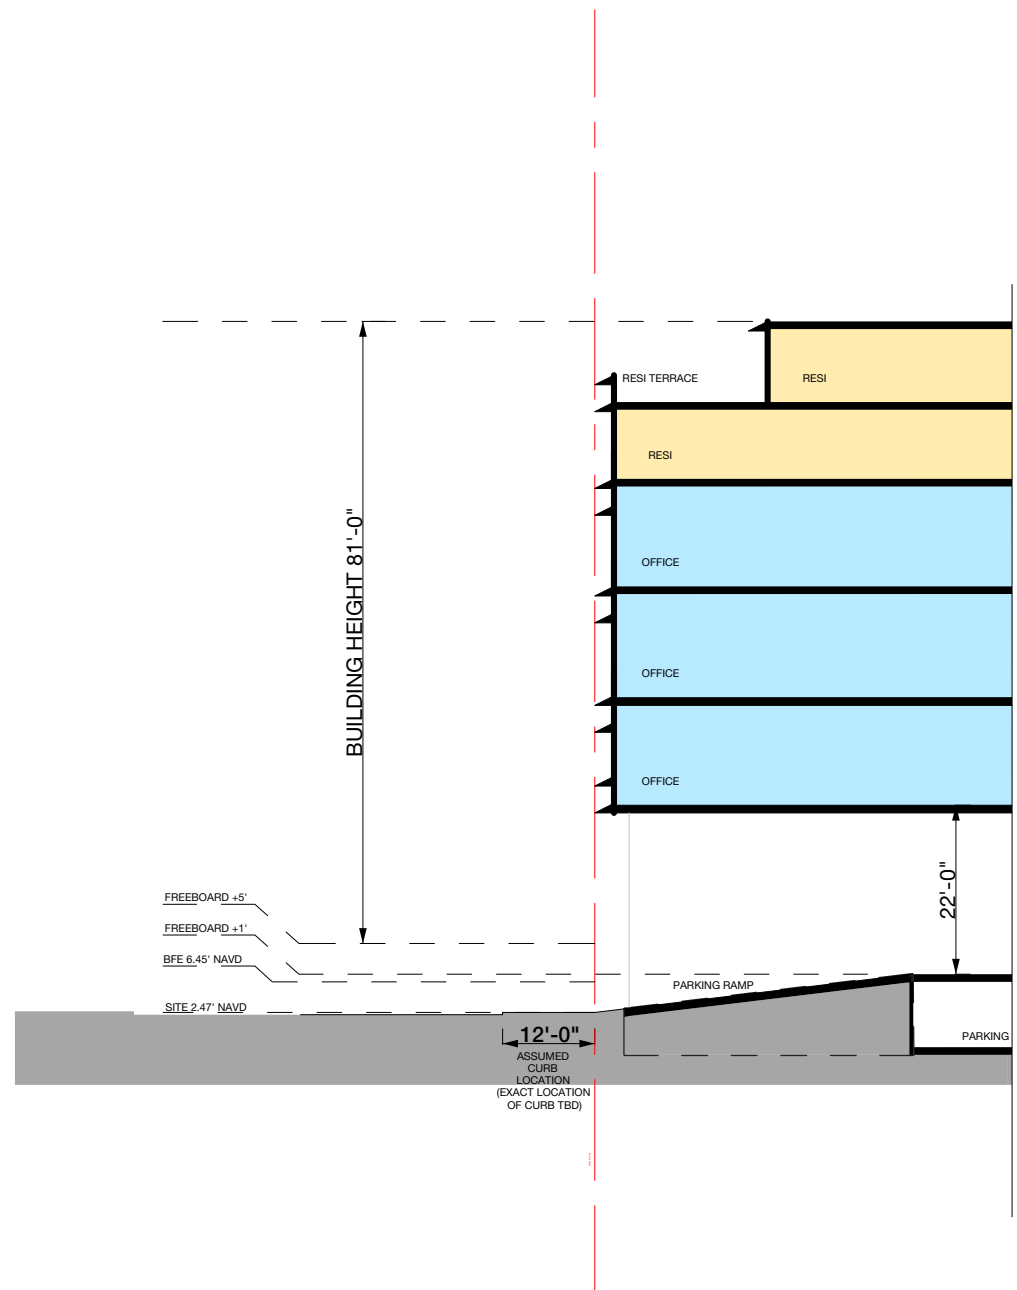 RESI TERRACE
RESI
RESI
BUILDING HEIGHT 81'-0"
OFFICE
OFFICE
OFFICE
22'-0"
FREEBOARD +5'
FREEBOARD +1'
BFE 6.45' NAVD
PARKING RAMP
SITE 2.47' NAVD
12'-0"
PARKING
ASSUMED
CURB
LOCATION
(EXACT LOCATION
OF CURB TBD)